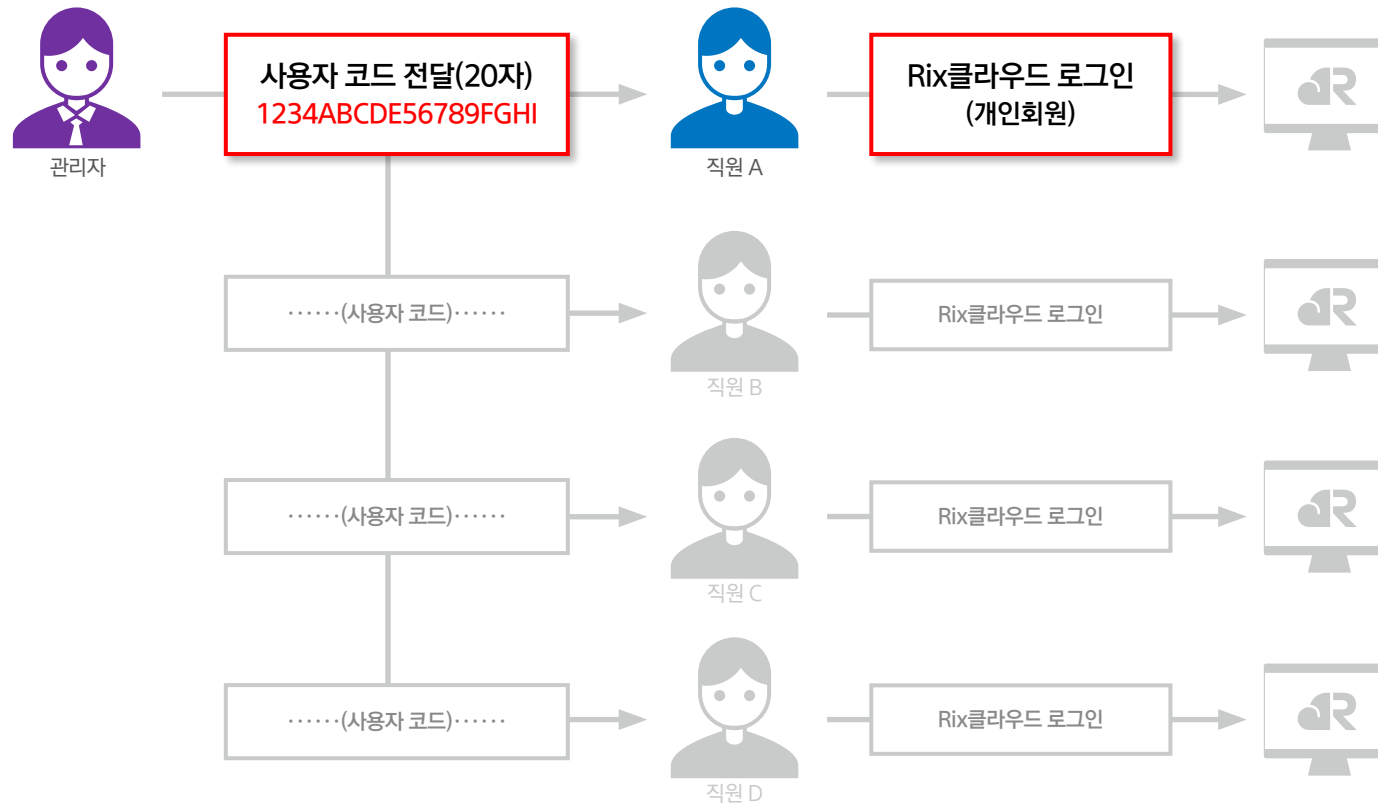 관리자
사용자 코드 전달(20자)
1234ABCDE56789FGHI
직원 A
Rix클라우드 로그인
(개인회원)
R
······(사용자 코드)······
직원 B
Rix클라우드 로그인
R
······(사용자 코드)······
직원 C
Rix클라우드 로그인
R
······(사용자 코드)······
직원 D
Rix클라우드 로그인
R